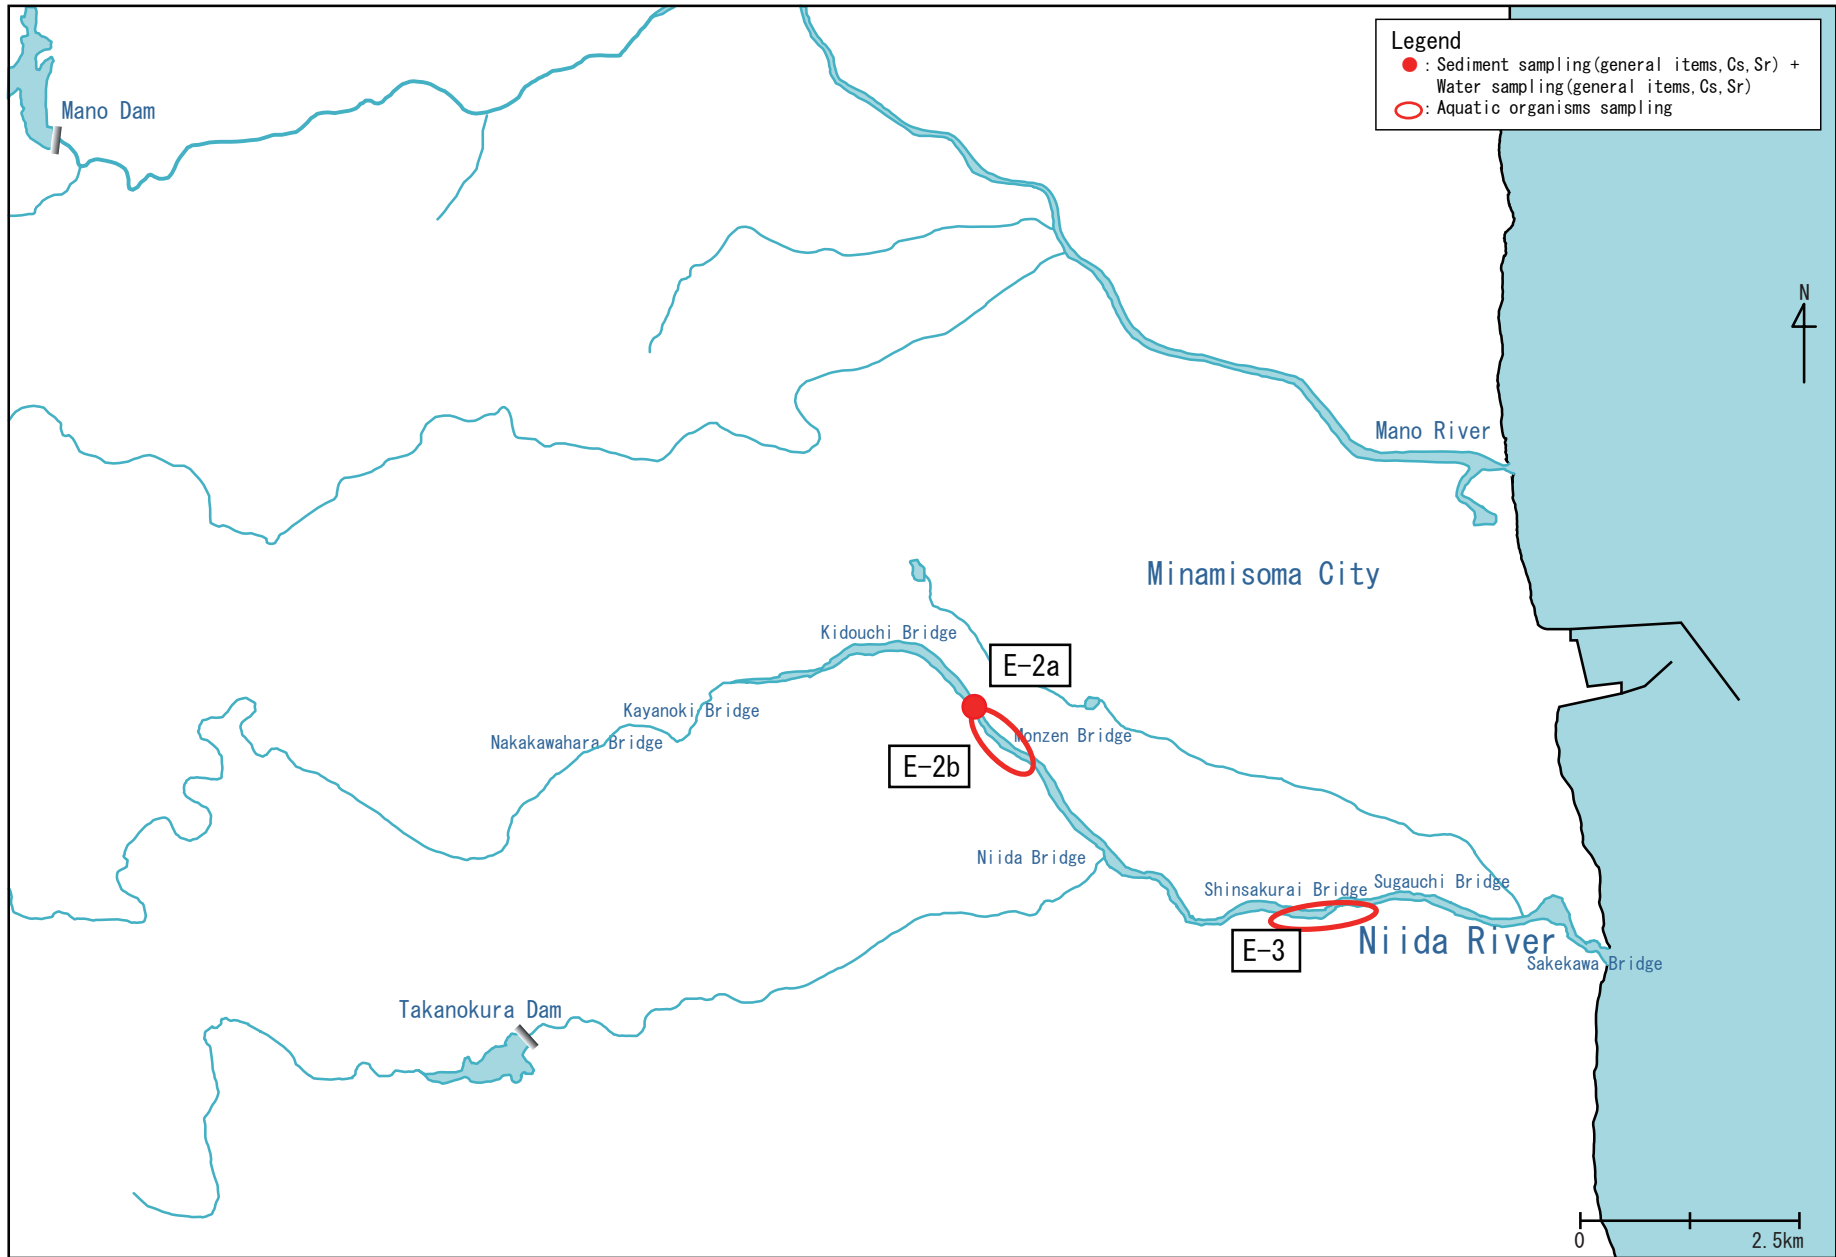 Legend
: Sediment sampling(general items,Cs,Sr) +
Water sampling(general items,Cs,Sr)
: Aquatic organisms sampling
Mano Dam
N
Mano River
Minamisoma City
Kidouchi Bridge
E-2a
Kayanoki Bridge
Monzen Bridge
Nakakawahara Bridge
E-2b
Niida Bridge
Shinsakurai Bridge
Sugauchi Bridge
Niida River
E-3
Sakekawa Bridge
Takanokura Dam
0
2.5km